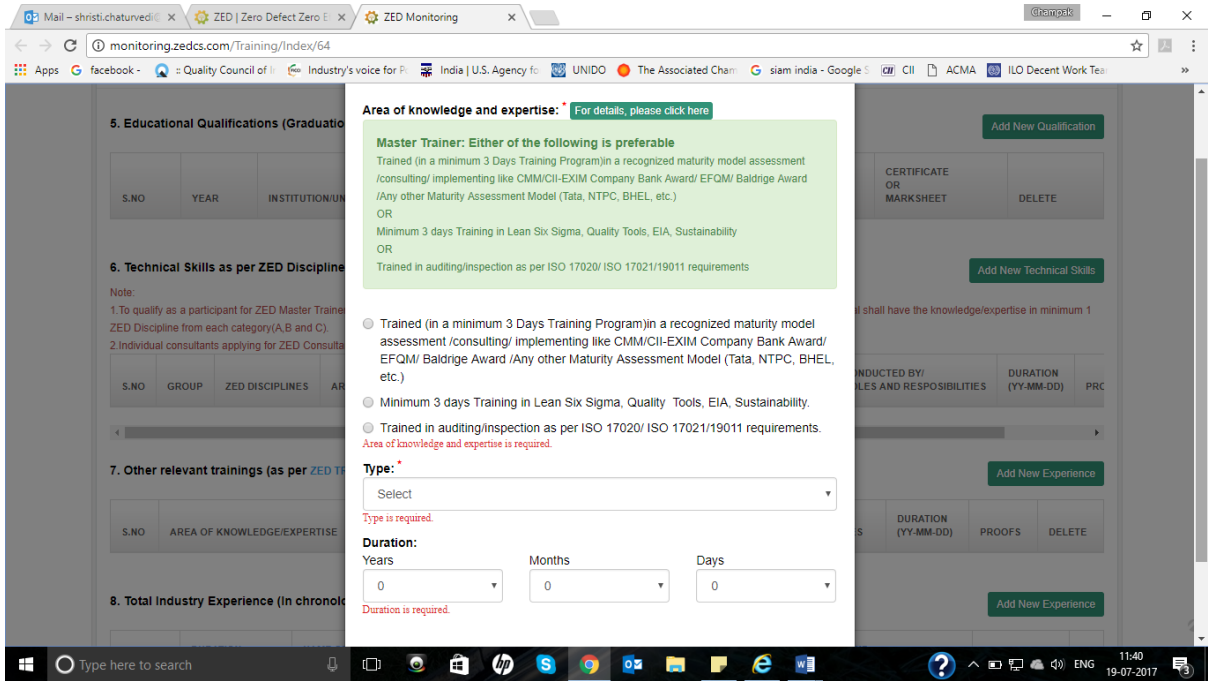 Champak
Mail – shristi.chaturvedi@
ZED | Zero Defect Zero E
ZED Monitoring
monitoring.zedcs.com/Training/Index/64
Apps
facebook -
:: Quality Council of I
Industry's voice for P
India | U.S. Agency fo
UNIDO
The Associated Cham
siam india - Google S
CII
CII
ACMA
ILO Decent Work Tea
»
Area of knowledge and expertise: * For details, please click here
5. Educational Qualifications (Graduatio
Add New Qualification
Master Trainer: Either of the following is preferable
Trained (in a minimum 3 Days Training Program)in a recognized maturity model assessment
/consulting/ implementing like CMM/CII-EXIM Company Bank Award/ EFQM/ Baldrige Award
/Any other Maturity Assessment Model (Tata, NTPC, BHEL, etc.)
OR
Minimum 3 days Training in Lean Six Sigma, Quality Tools, EIA, Sustainability
OR
Trained in auditing/inspection as per ISO 17020/ ISO 17021/19011 requirements
S.NO
YEAR
INSTITUTION/UN
CERTIFICATE
OR
MARKSHEET
DELETE
6. Technical Skills as per ZED Discipline
Add New Technical Skills
Note:
1.To qualify as a participant for ZED Master Traine
al shall have the knowledge/expertise in minimum 1
ZED Discipline from each category(A,B and C).
2.Individual consultants applying for ZED Consulta
Trained (in a minimum 3 Days Training Program)in a recognized maturity model
assessment /consulting/ implementing like CMM/CII-EXIM Company Bank Award/
EFQM/ Baldrige Award /Any other Maturity Assessment Model (Tata, NTPC, BHEL,
etc.)
S.NO
GROUP
ZED DISCIPLINES
AR
ONDUCTED BY/
OLES AND RESPOSIBILITIES
DURATION
(YY-MM-DD)
PRO
Minimum 3 days Training in Lean Six Sigma, Quality Tools, EIA, Sustainability.
Trained in auditing/inspection as per ISO 17020/ ISO 17021/19011 requirements.
Area of knowledge and expertise is required.
7. Other relevant trainings (as per ZED TR
Add New Experience
Type: *
Select
Type is required.
S.NO
AREA OF KNOWLEDGE/EXPERTISE
S
DURATION
(YY-MM-DD)
PROOFS
DELETE
Duration:
Years
Months
Days
0
0
0
Duration is required.
8. Total Industry Experience (In chronolo
Add New Experience
Type here to search
hp
ENG
11:40
19-07-2017
3